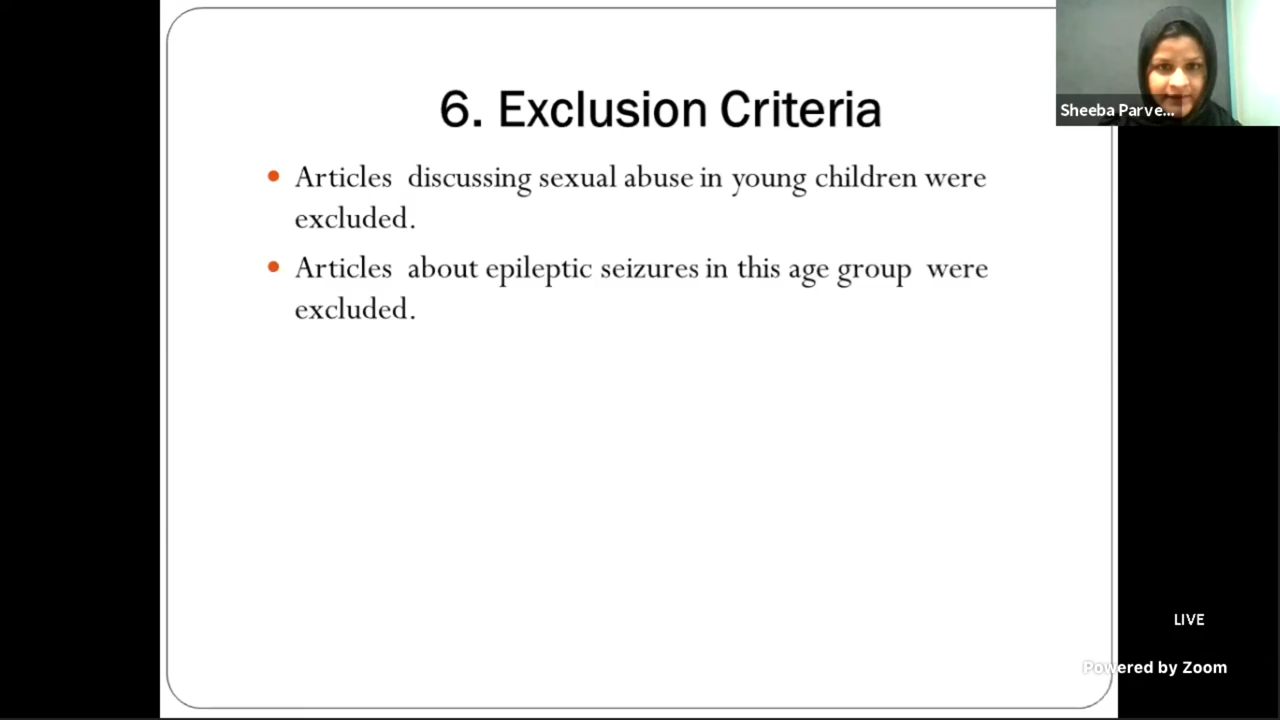 6. Exclusion Criteria
Sheeba Parve...
• Articles discussing sexual abuse in young children were
excluded.
• Articles about epileptic seizures in this age group were
excluded.
LIVE
Powered by Zoom